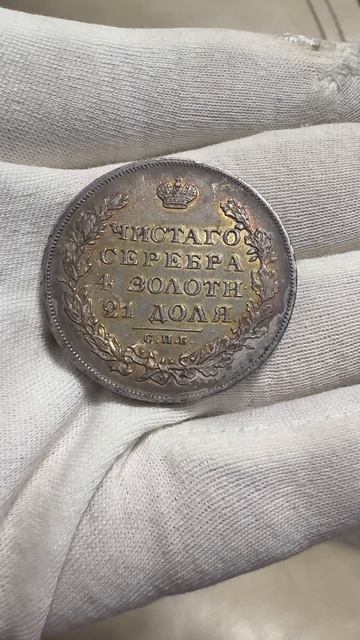 ЧИСТАГО
СЕРЕБРА
4 ЗОЛОТН
21 ДОЛЯ
С.П.Б.